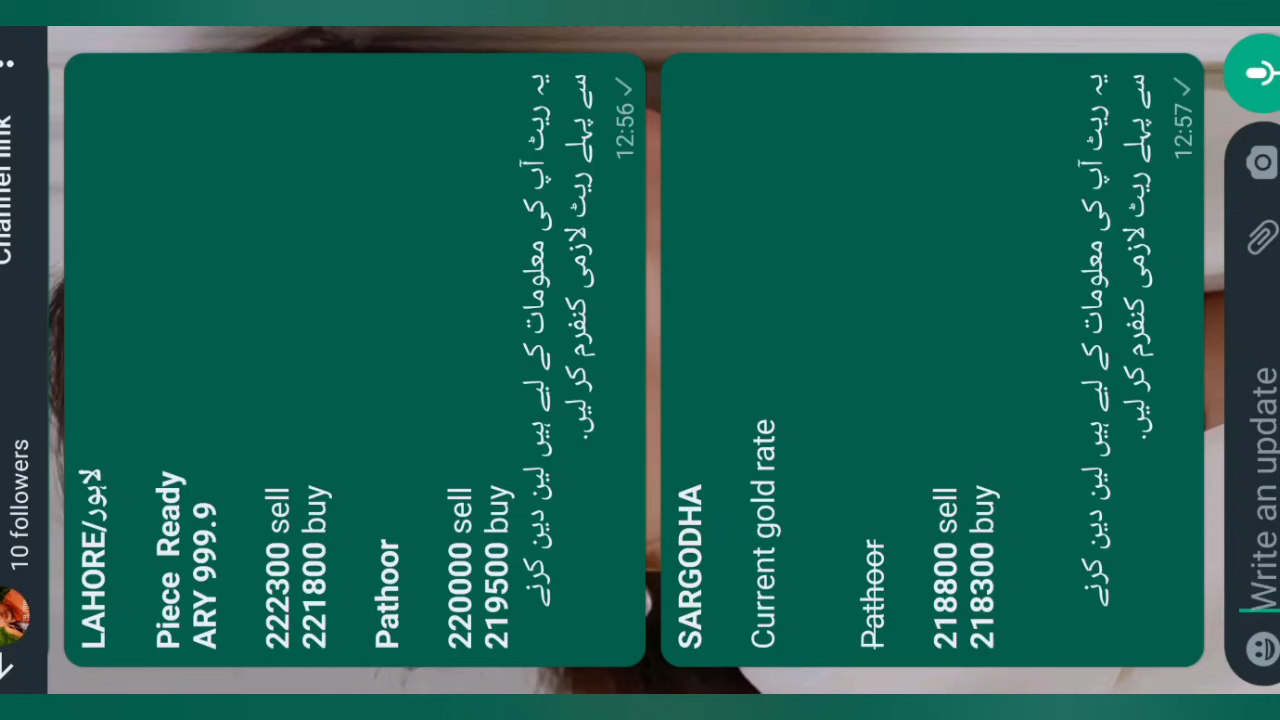 Channel link
10 followers
LAHORE/لاہور
Piece Ready
ARY 999.9
222300 sell
221800 buy
Pathoor
220000 sell
219500 buy
یہ ریٹ آپ کی معلومات کے لیے ہیں لین دین کرنے
سے پہلے ریٹ لازمی کنفرم کر لیں.
12:56
SARGODHA
Current gold rate
Pathoor
218800 sell
218300 buy
یہ ریٹ آپ کی معلومات کے لیے ہیں لین دین کرنے
سے پہلے ریٹ لازمی کنفرم کر لیں.
12:57
Write an update